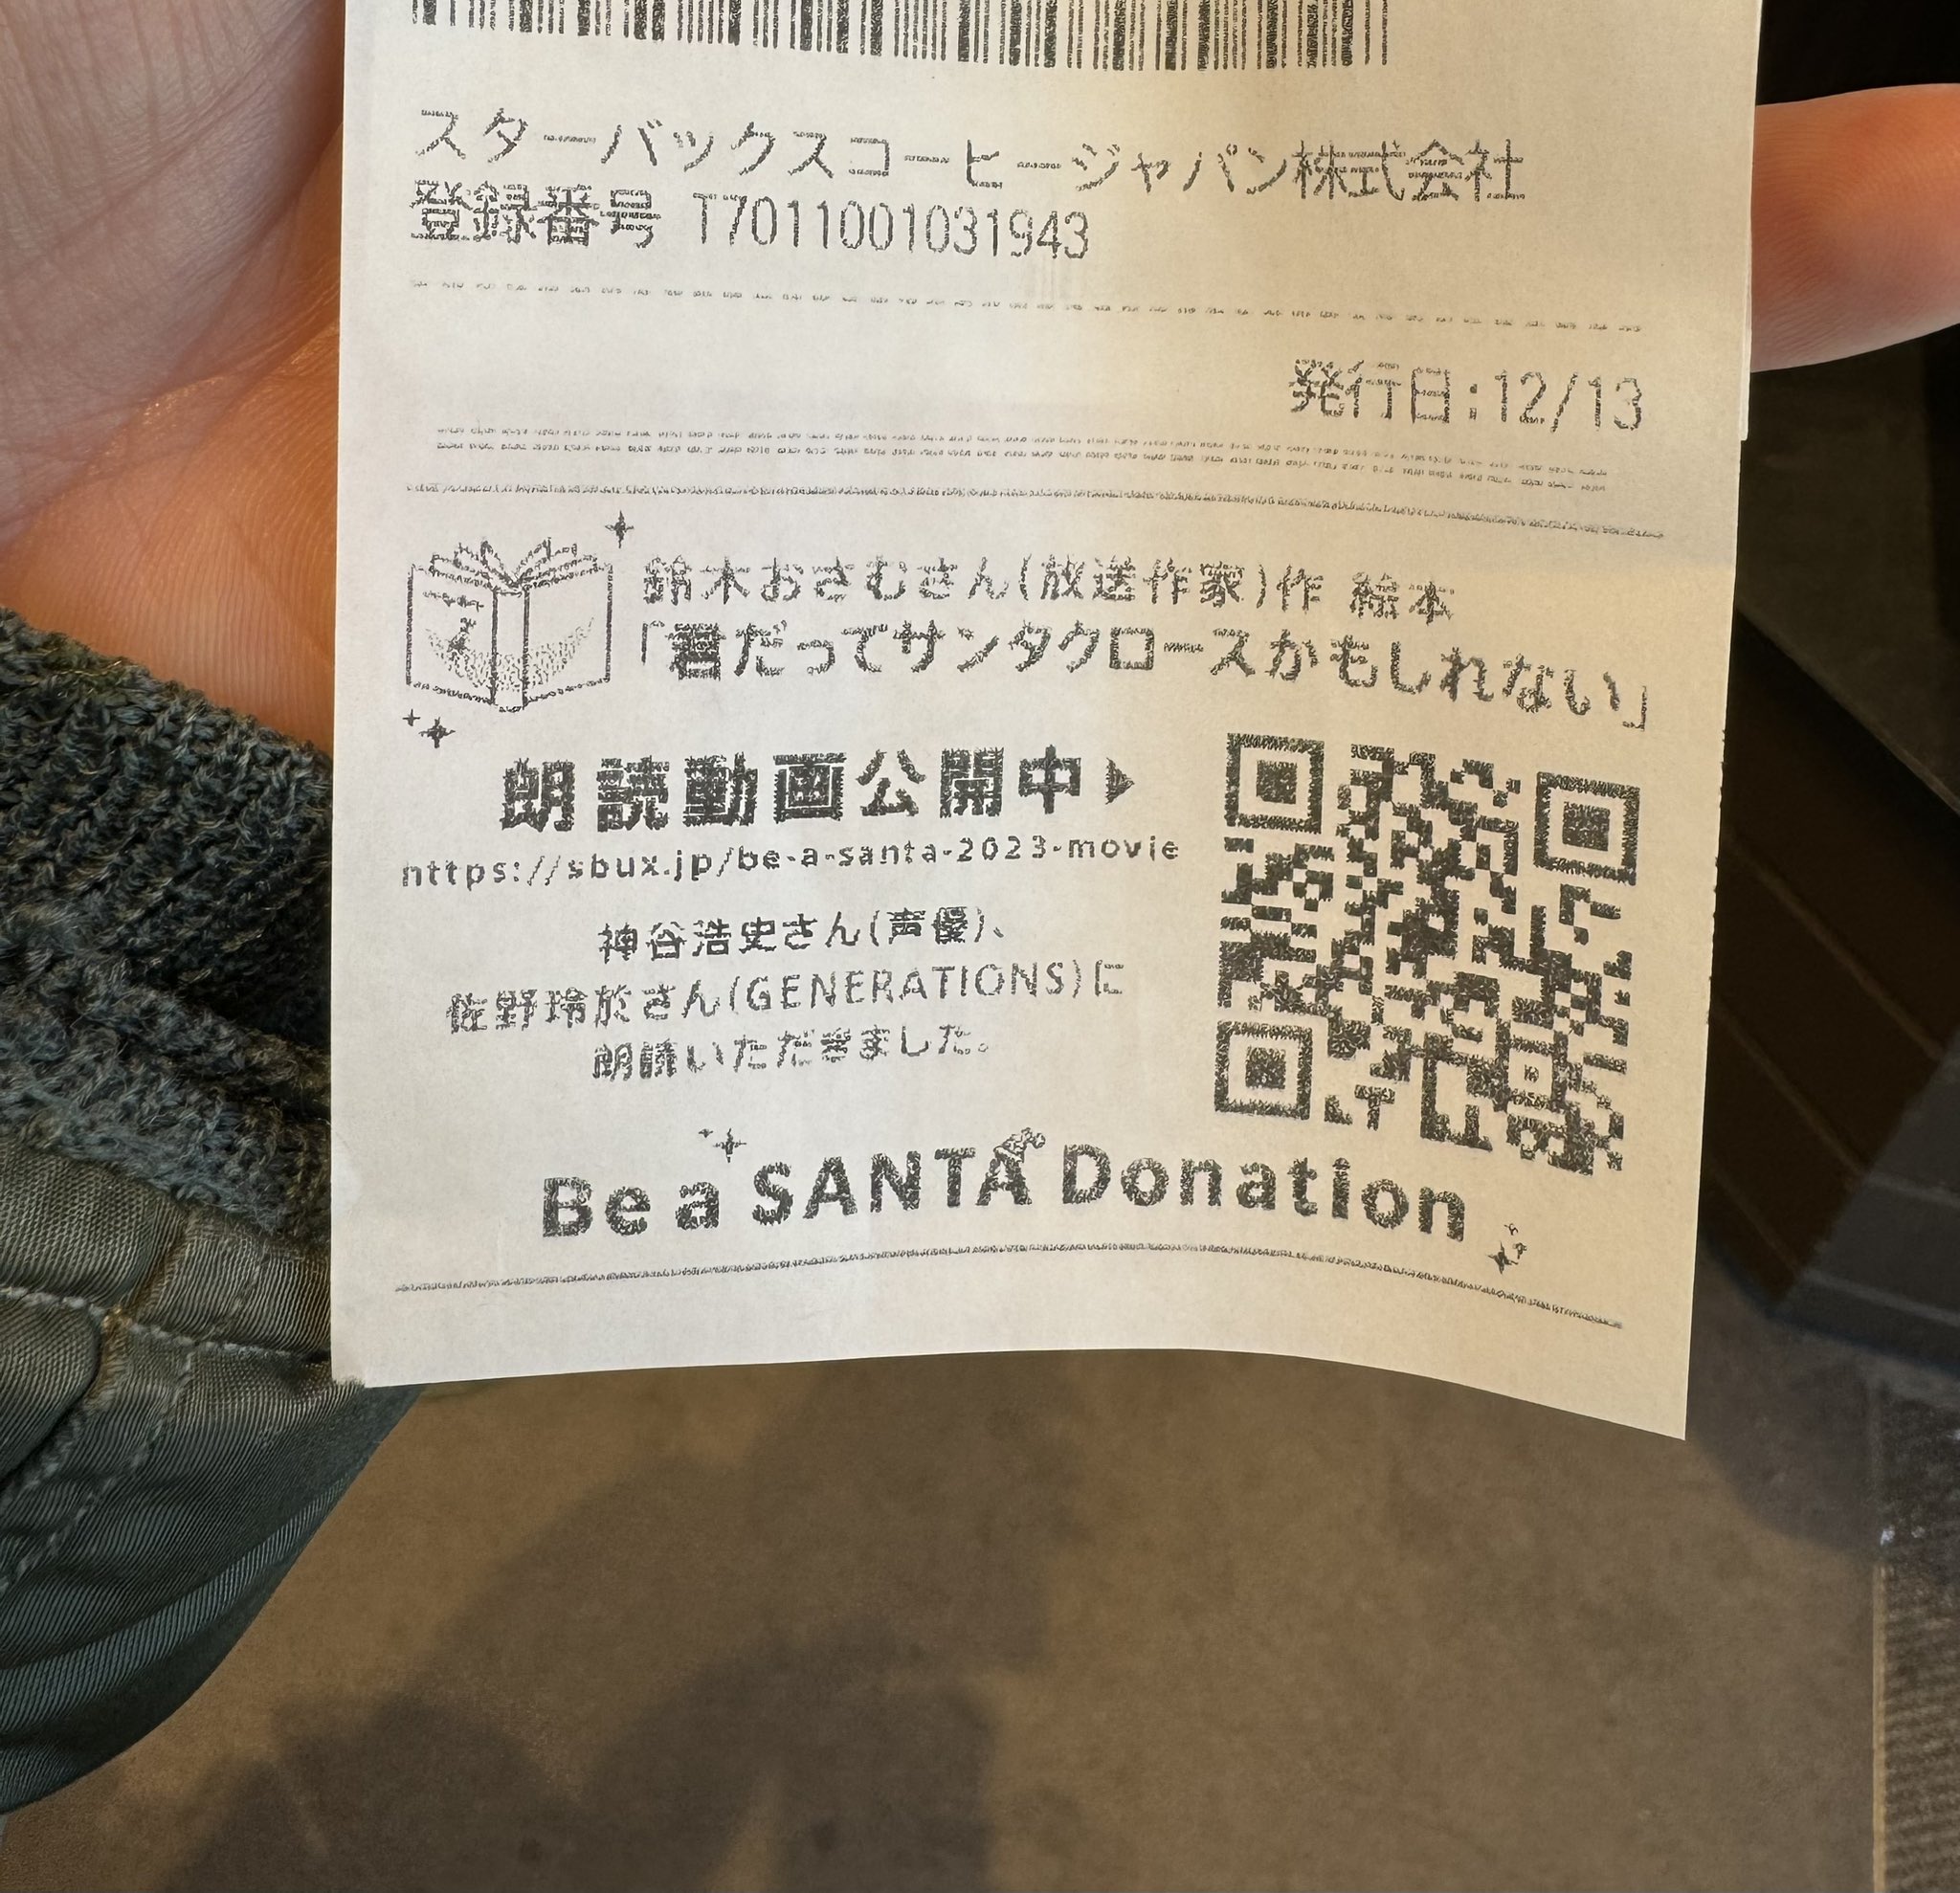 スターバックスコーヒージャパン株式会社
登録番号 T7011001031943
発行日:12/13
鈴木おさむさん(放送作家)作 絵本
「君だってサンタクロースかもしれない」
朗読動画公開中▶
https://sbux.jp/be-a-santa-2023-movie
神谷浩史さん(声優)、
佐野玲於さん(GENERATIONS)に
朗読いただきました。
Be a SANTA Donation